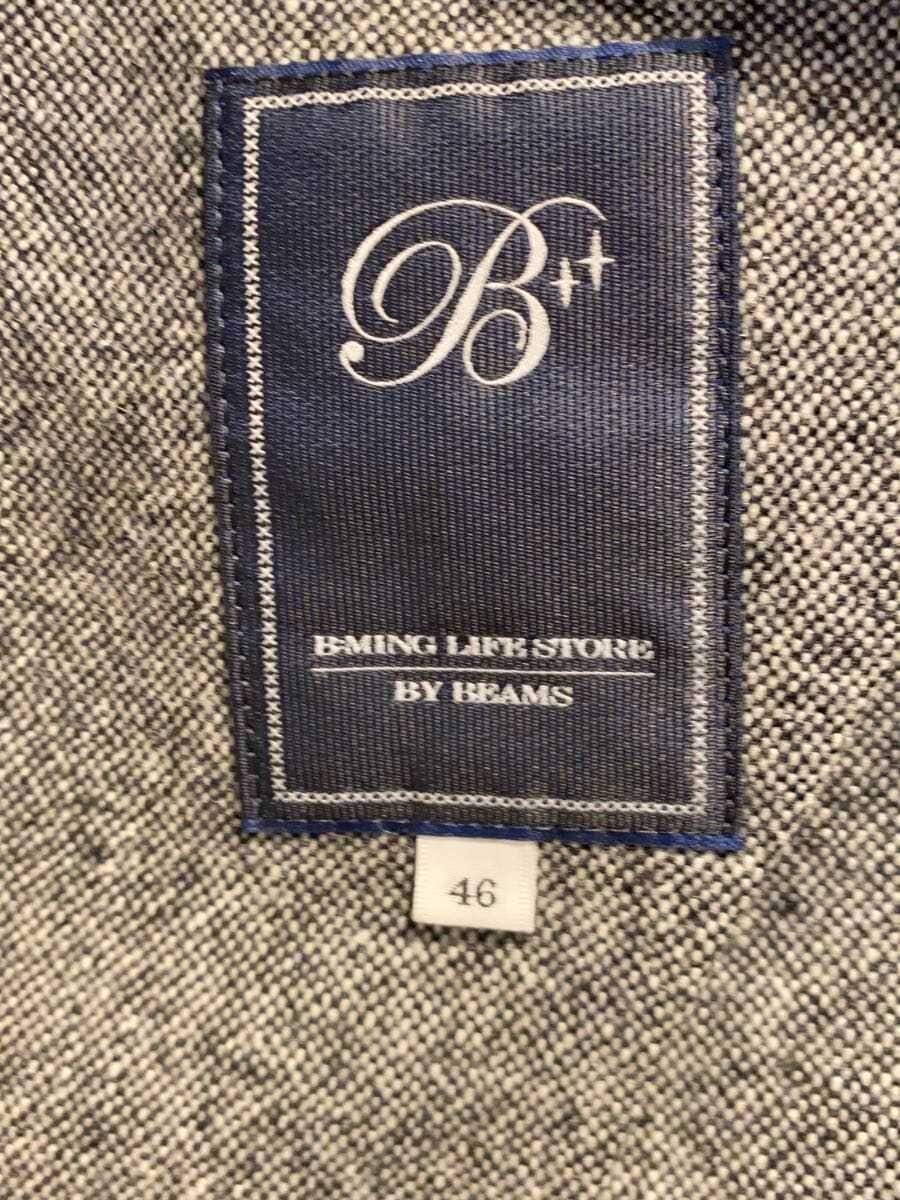 B++
B·MING LIFE STORE
BY BEAMS
46